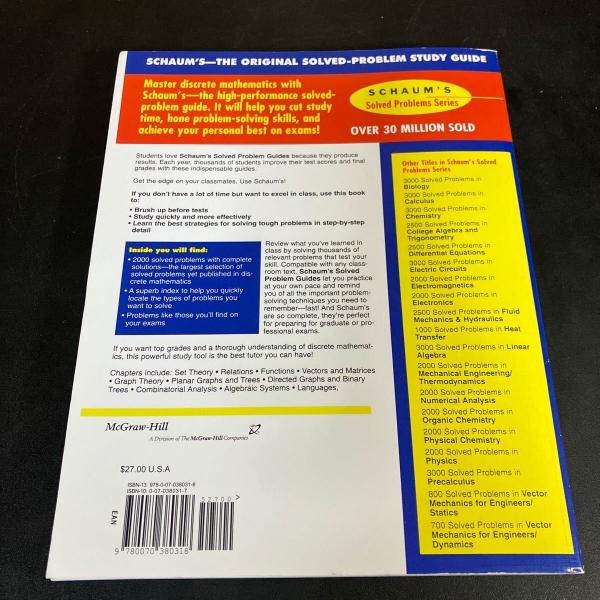 SCHAUM'S—THE ORIGINAL SOLVED-PROBLEM STUDY GUIDE
Master discrete mathematics with
Schaum's—the high-performance solved-
problem guide. It will help you cut study
time, hone problem-solving skills, and
achieve your personal best on exams!
SCHAUM'S
Solved Problems Series
OVER 30 MILLION SOLD
Students love Schaum's Solved Problem Guides because they produce
results. Each year, thousands of students improve their test scores and final
grades with these indispensable guides.
Get the edge on your classmates. Use Schaum's!
If you don't have a lot of time but want to excel in class, use this book
to:
• Brush up before tests
• Study quickly and more effectively
• Learn the best strategies for solving tough problems in step-by-step
detail
Inside you will find:
• 2000 solved problems with complete
solutions—the largest selection of
solved problems yet published in dis-
crete mathematics
• A superb index to help you quickly
locate the types of problems you
want to solve
• Problems like those you'll find on
your exams
Review what you've learned in
class by solving thousands of
relevant problems that test your
skill. Compatible with any class-
room text, Schaum's Solved
Problem Guides let you practice
at your own pace and remind
you of all the important problem-
solving techniques you need to
remember—fast! And Schaum's
are so complete, they're perfect
for preparing for graduate or pro-
fessional exams.
If you want top grades and a thorough understanding of discrete mathemat-
ics, this powerful study tool is the best tutor you can have!
Chapters include: Set Theory • Relations • Functions • Vectors and Matrices
• Graph Theory • Planar Graphs and Trees • Directed Graphs and Binary
Trees • Combinatorial Analysis • Algebraic Systems • Languages,
McGraw-Hill
A Division of The McGraw-Hill Companies
$27.00 U.S.A
ISBN-13: 978-0-07-038031-8
ISBN-10: 0-07-038031-7
52700>
EAN
9 780070 380318
Other Titles in Schaum's Solved
Problems Series
3000 Solved Problems in
Biology
3000 Solved Problems in
Calculus
3000 Solved Problems in
Chemistry
2500 Solved Problems in
College Algebra and
Trigonometry
2500 Solved Problems in
Differential Equations
3000 Solved Problems in
Electric Circuits
2000 Solved Problems in
Electromagnetics
2000 Solved Problems in
Electronics
2500 Solved Problems in Fluid
Mechanics & Hydraulics
1000 Solved Problems in Heat
Transfer
3000 Solved Problems in Linear
Algebra
2000 Solved Problems in
Mechanical Engineering/
Thermodynamics
2000 Solved Problems in
Numerical Analysis
2000 Solved Problems in
Organic Chemistry
2000 Solved Problems in
Physical Chemistry
2000 Solved Problems in
Physics
3000 Solved Problems in
Precalculus
800 Solved Problems in Vector
Mechanics for Engineers/
Statics
700 Solved Problems in Vector
Mechanics for Engineers/
Dynamics